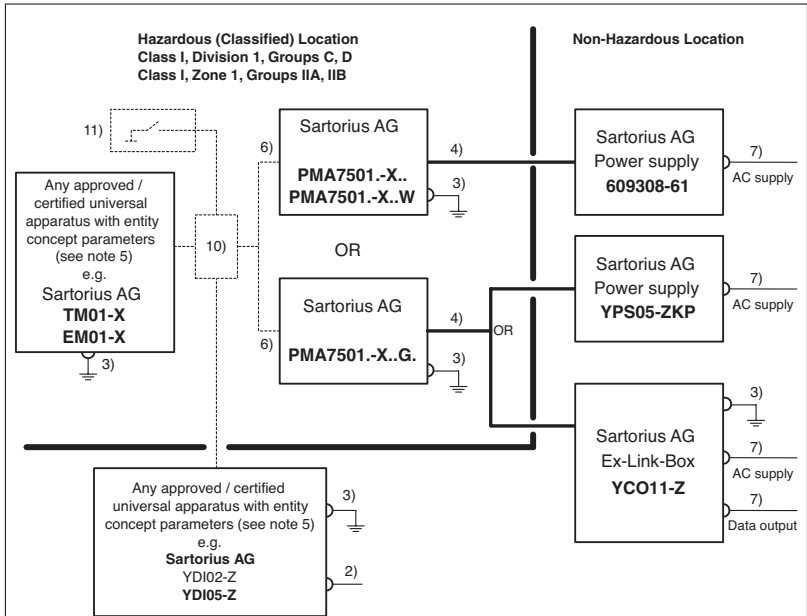 Hazardous (Classified) Location
Class I, Division 1, Groups C, D
Class I, Zone 1, Groups IIA, IIB
Non-Hazardous Location
11)
6)
Sartorius AG
PMA7501.-X..
PMA7501.-X..W
4)
3)
Sartorius AG
Power supply
609308-61
7)
AC supply
Any approved /
certified universal
apparatus with entity
concept parameters
(see note 5)
e.g.
Sartorius AG
TM01-X
EM01-X
3)
10)
OR
6)
Sartorius AG
PMA7501.-X..G.
4)
3)
OR
Sartorius AG
Power supply
YPS05-ZKP
7)
AC supply
Sartorius AG
Ex-Link-Box
YCO11-Z
3)
7)
AC supply
7)
Data output
Any approved / certified
universal apparatus with entity
concept parameters (see note 5)
e.g.
Sartorius AG
YDI02-Z
YDI05-Z
3)
2)